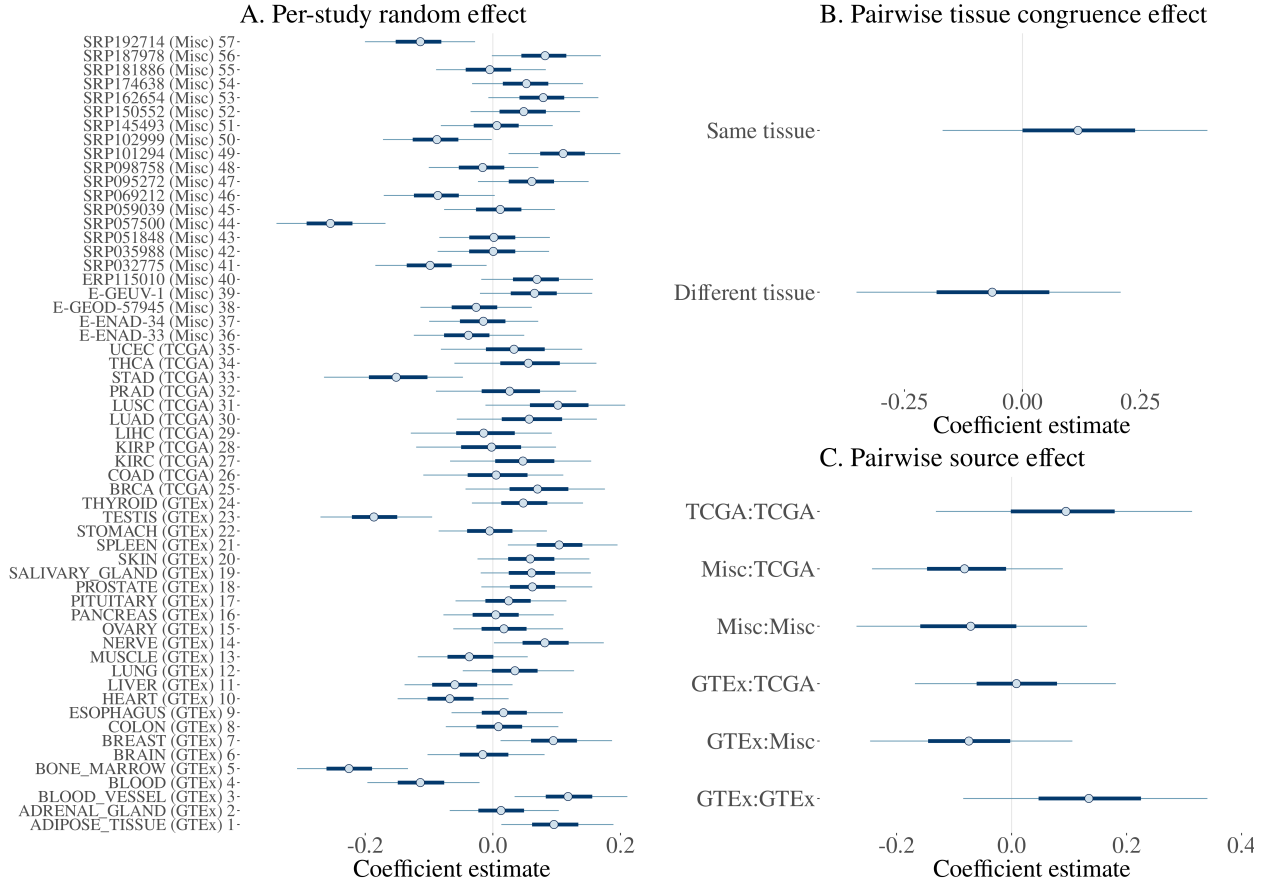 A. Per-study random effect
SRP192714 (Misc) 57
SRP187978 (Misc) 56
SRP181886 (Misc) 55
SRP174638 (Misc) 54
SRP162654 (Misc) 53
SRP150552 (Misc) 52
SRP145493 (Misc) 51
SRP102999 (Misc) 50
SRP101294 (Misc) 49
SRP098758 (Misc) 48
SRP095272 (Misc) 47
SRP069212 (Misc) 46
SRP059039 (Misc) 45
SRP057500 (Misc) 44
SRP051848 (Misc) 43
SRP035988 (Misc) 42
SRP032775 (Misc) 41
ERP115010 (Misc) 40
E-GEUV-1 (Misc) 39
E-GEOD-57945 (Misc) 38
E-ENAD-34 (Misc) 37
E-ENAD-33 (Misc) 36
UCEC (TCGA) 35
THCA (TCGA) 34
STAD (TCGA) 33
PRAD (TCGA) 32
LUSC (TCGA) 31
LUAD (TCGA) 30
LIHC (TCGA) 29
KIRP (TCGA) 28
KIRC (TCGA) 27
COAD (TCGA) 26
BRCA (TCGA) 25
THYROID (GTEx) 24
TESTIS (GTEx) 23
STOMACH (GTEx) 22
SPLEEN (GTEx) 21
SKIN (GTEx) 20
SALIVARY_GLAND (GTEx) 19
PROSTATE (GTEx) 18
PITUITARY (GTEx) 17
PANCREAS (GTEx) 16
OVARY (GTEx) 15
NERVE (GTEx) 14
MUSCLE (GTEx) 13
LUNG (GTEx) 12
LIVER (GTEx) 11
HEART (GTEx) 10
ESOPHAGUS (GTEx) 9
COLON (GTEx) 8
BREAST (GTEx) 7
BRAIN (GTEx) 6
BONE_MARROW (GTEx) 5
BLOOD (GTEx) 4
BLOOD_VESSEL (GTEx) 3
ADRENAL_GLAND (GTEx) 2
ADIPOSE_TISSUE (GTEx) 1
-0.2 0.0 0.2
Coefficient estimate
B. Pairwise tissue congruence effect
Same tissue
Different tissue
-0.25 0.00 0.25
Coefficient estimate
C. Pairwise source effect
TCGA:TCGA
Misc:TCGA
Misc:Misc
GTEx:TCGA
GTEx:Misc
GTEx:GTEx
-0.2 0.0 0.2 0.4
Coefficient estimate